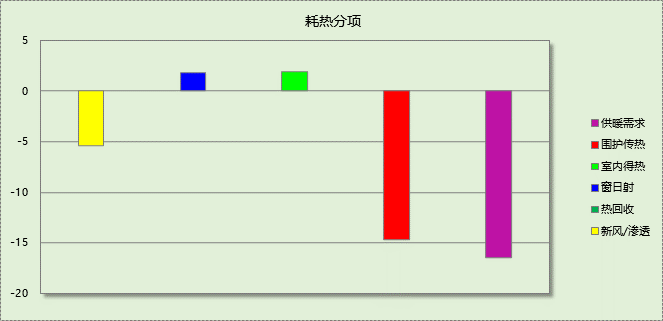 耗热分项
5
0
-5
-10
-15
-20
供暖需求
围护传热
室内得热
窗日射
热回收
新风/渗透